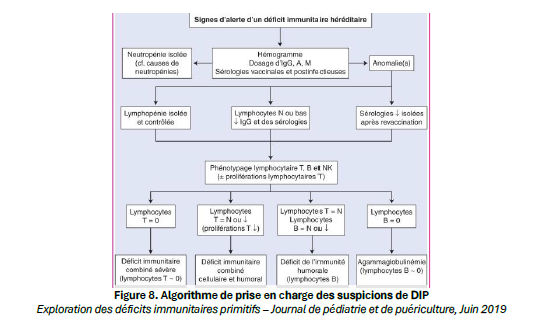 Signes d'alerte d'un déficit immunitaire héréditaire
Neutropénie isolée
(cf. causes de
neutropénies)
Hémogramme
Dosage d'IgG, A, M
Sérologies vaccinales et postinfectieuses
Anomalie(s)
Lymphopénie isolée
et contrôlée
Lymphocytes N ou bas
↓ IgG et des sérologies
Sérologies ↓ isolées
après revaccination
Phénotypage lymphocytaire T, B et NK
(± proliférations lymphocytaires T)
Lymphocytes
T = 0
Lymphocytes
T = N ou ↓
(proliférations T ↓)
Lymphocytes T = N
Lymphocytes
B = N ou ↓
Lymphocytes
B = 0
Déficit immunitaire
combiné sévère
(lymphocytes T ~ 0)
Déficit immunitaire
combiné
cellulaire et humoral
Déficit de l'immunité
humorale
(lymphocytes B)
Agammaglobulinémie
(lymphocytes B ~ 0)
Figure 8. Algorithme de prise en charge des suspicions de DIP
Exploration des déficits immunitaires primitifs – Journal de pédiatrie et de puériculture, Juin 2019